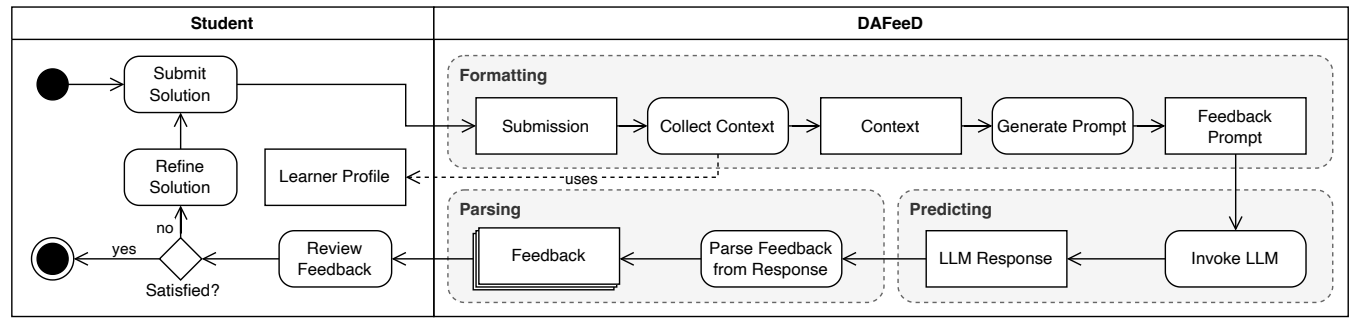 Student
DAFeeD
Submit
Solution
Refine
Solution
Learner Profile
no
yes
Satisfied?
Review
Feedback
Formatting
Submission
Collect Context
Context
Generate Prompt
Feedback
Prompt
uses
Parsing
Feedback
Parse Feedback
from Response
Predicting
LLM Response
Invoke LLM